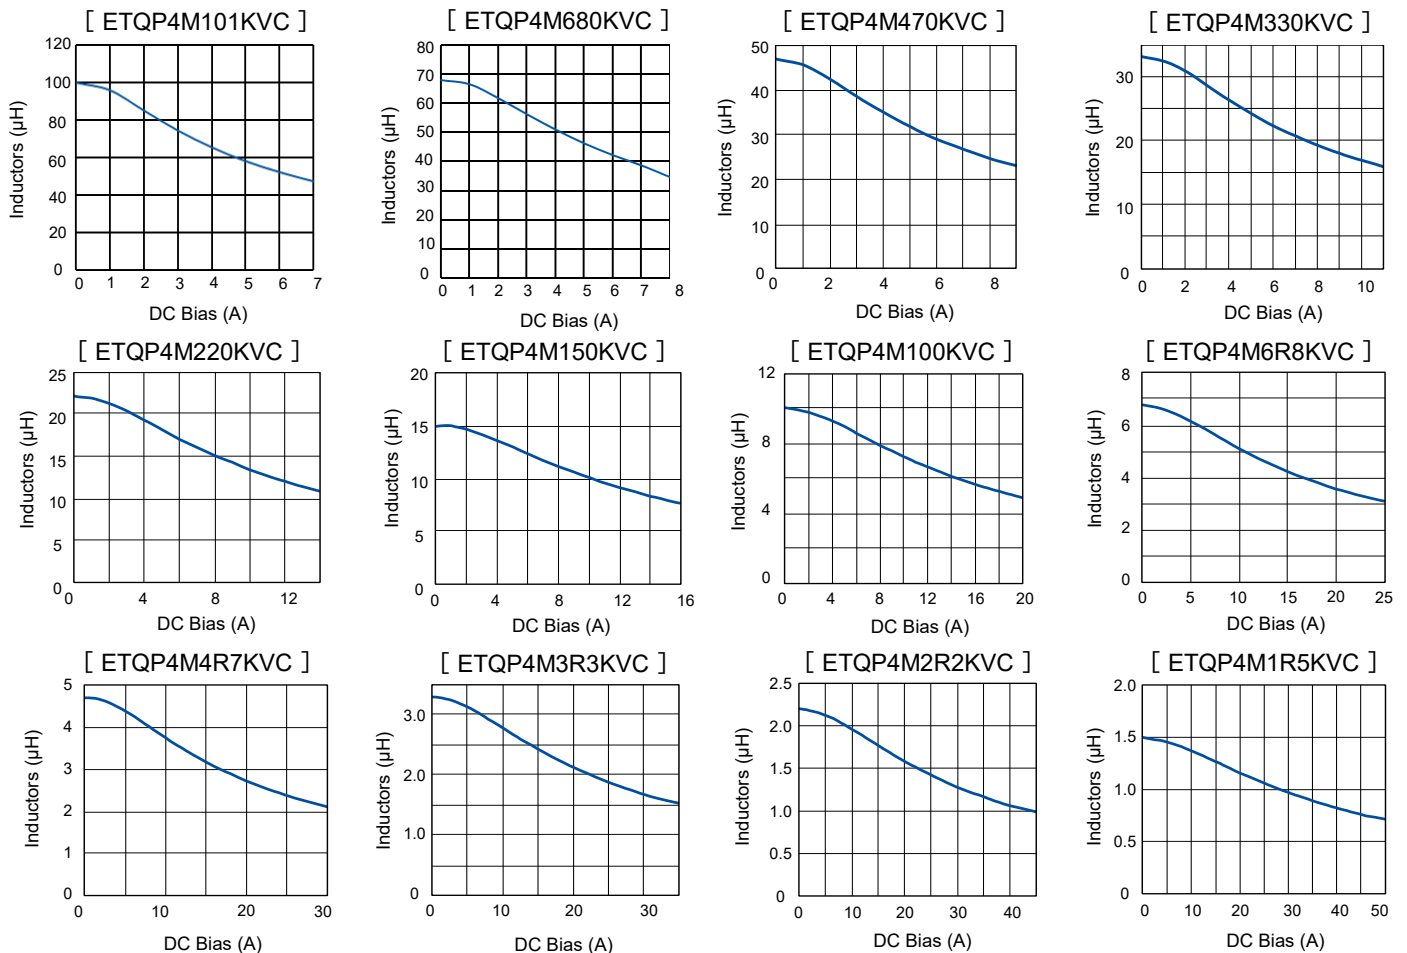 [ ETQP4M101KVC ]
120
100
80
60
40
20
0
0 1 2 3 4 5 6 7
Inductors (µH)
DC Bias (A)
[ ETQP4M680KVC ]
80
70
60
50
40
30
20
10
0
0 1 2 3 4 5 6 7 8
Inductors (µH)
DC Bias (A)
[ ETQP4M470KVC ]
50
40
30
20
10
0
0 2 4 6 8
Inductors (µH)
DC Bias (A)
[ ETQP4M330KVC ]
30
20
10
0
0 2 4 6 8 10
Inductors (µH)
DC Bias (A)
[ ETQP4M220KVC ]
25
20
15
10
5
0
0 4 8 12
Inductors (µH)
DC Bias (A)
[ ETQP4M150KVC ]
20
15
10
5
0
0 4 8 12 16
Inductors (µH)
DC Bias (A)
[ ETQP4M100KVC ]
12
8
4
0
0 4 8 12 16 20
Inductors (µH)
DC Bias (A)
[ ETQP4M6R8KVC ]
8
6
4
2
0
0 5 10 15 20 25
Inductors (µH)
DC Bias (A)
[ ETQP4M4R7KVC ]
5
4
3
2
1
0
0 10 20 30
Inductors (µH)
DC Bias (A)
[ ETQP4M3R3KVC ]
3.0
2.0
1.0
0
0 10 20 30
Inductors (µH)
DC Bias (A)
[ ETQP4M2R2KVC ]
2.5
2.0
1.5
1.0
0.5
0
0 10 20 30 40
Inductors (µH)
DC Bias (A)
[ ETQP4M1R5KVC ]
2.0
1.5
1.0
0.5
0
0 10 20 30 40 50
Inductors (µH)
DC Bias (A)